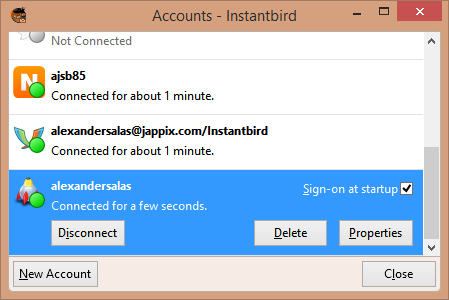 Accounts - Instantbird
Not Connected
ajsb85
Connected for about 1 minute.
alexandersalas@jappix.com/Instantbird
Connected for about 1 minute.
alexandersalas
Sign-on at startup
Connected for a few seconds.
Disconnect
Delete
Properties
New Account
Close